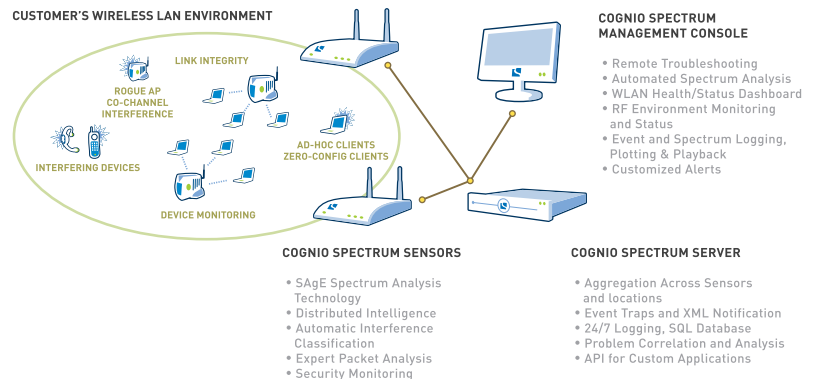 CUSTOMER'S WIRELESS LAN ENVIRONMENT
LINK INTEGRITY
ROGUE AP
CO-CHANNEL
INTERFERENCE
INTERFERING DEVICES
AD-HOC CLIENTS
ZERO-CONFIG CLIENTS
DEVICE MONITORING
COGNIO SPECTRUM
MANAGEMENT CONSOLE
• Remote Troubleshooting
• Automated Spectrum Analysis
• WLAN Health/Status Dashboard
• RF Environment Monitoring
and Status
• Event and Spectrum Logging,
Plotting & Playback
• Customized Alerts
COGNIO SPECTRUM SENSORS
• SAgE Spectrum Analysis
Technology
• Distributed Intelligence
• Automatic Interference
Classification
• Expert Packet Analysis
• Security Monitoring
COGNIO SPECTRUM SERVER
• Aggregation Across Sensors
and locations
• Event Traps and XML Notification
• 24/7 Logging, SQL Database
• Problem Correlation and Analysis
• API for Custom Applications